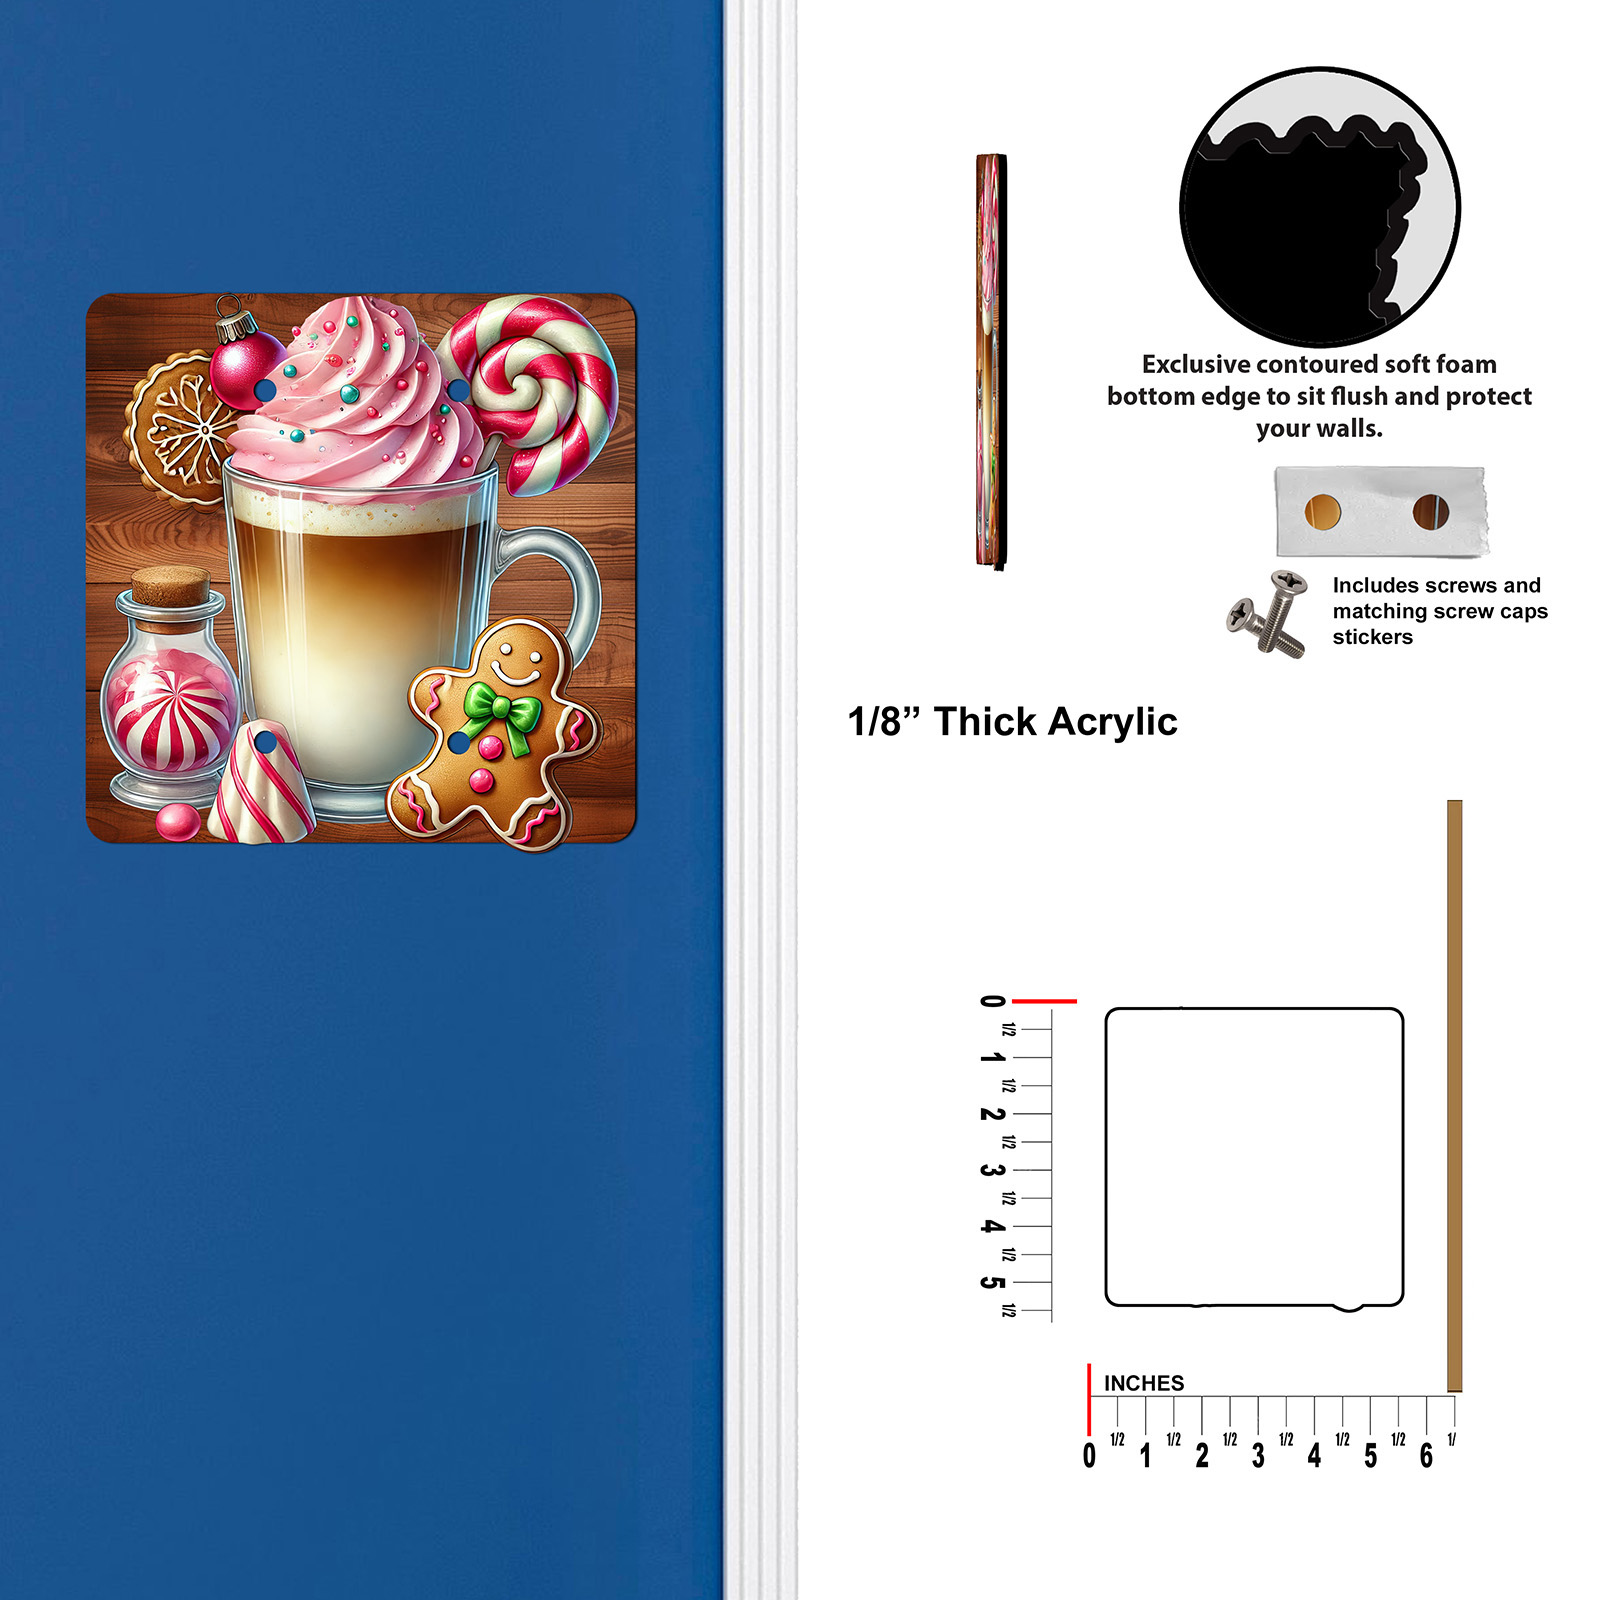 Exclusive contoured soft foam
bottom edge to sit flush and protect
your walls.
Includes screws and
matching screw caps
stickers
1/8” Thick Acrylic
0
1/2
1
1/2
2
1/2
3
1/2
4
1/2
5
1/2
INCHES
1/2 1/2 1/2 1/2 1/2 1/2 1/
0 1 2 3 4 5 6